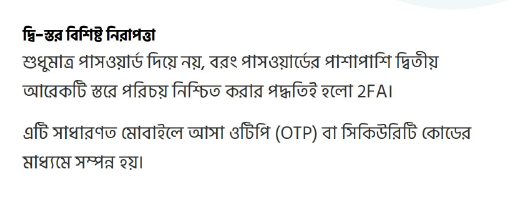 দ্বি-স্তর বিশিষ্ট নিরাপত্তা
শুধুমাত্র পাসওয়ার্ড দিয়ে নয়, বরং পাসওয়ার্ডের পাশাপাশি দ্বিতীয়
আরেকটি স্তরে পরিচয় নিশ্চিত করার পদ্ধতিই হলো 2FA।
এটি সাধারণত মোবাইলে আসা ওটিপি (OTP) বা সিকিউরিটি কোডের
মাধ্যমে সম্পন্ন হয়।